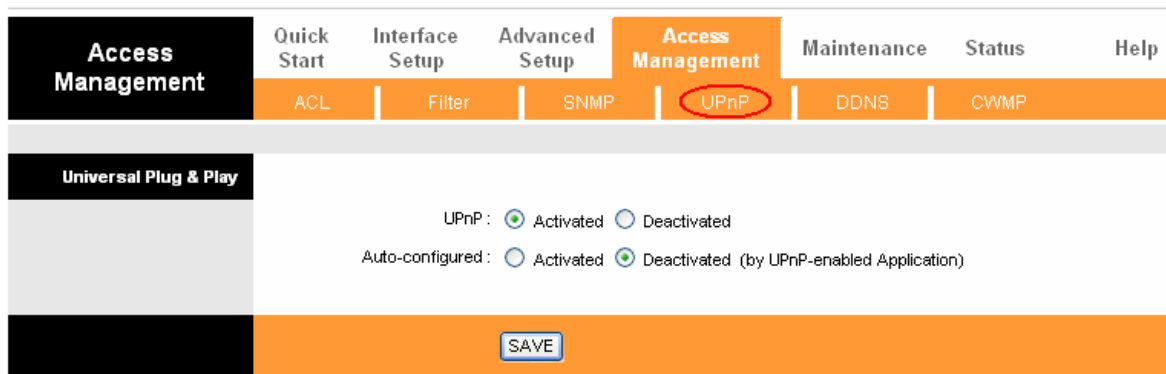 Access Management
Quick Start
Interface Setup
Advanced Setup
Access Management
Maintenance
Status
Help
ACL
Filter
SNMP
UPnP
DDNS
CWMP
Universal Plug & Play
UPnP : Activated Deactivated
Auto-configured : Activated Deactivated (by UPnP-enabled Application)
SAVE